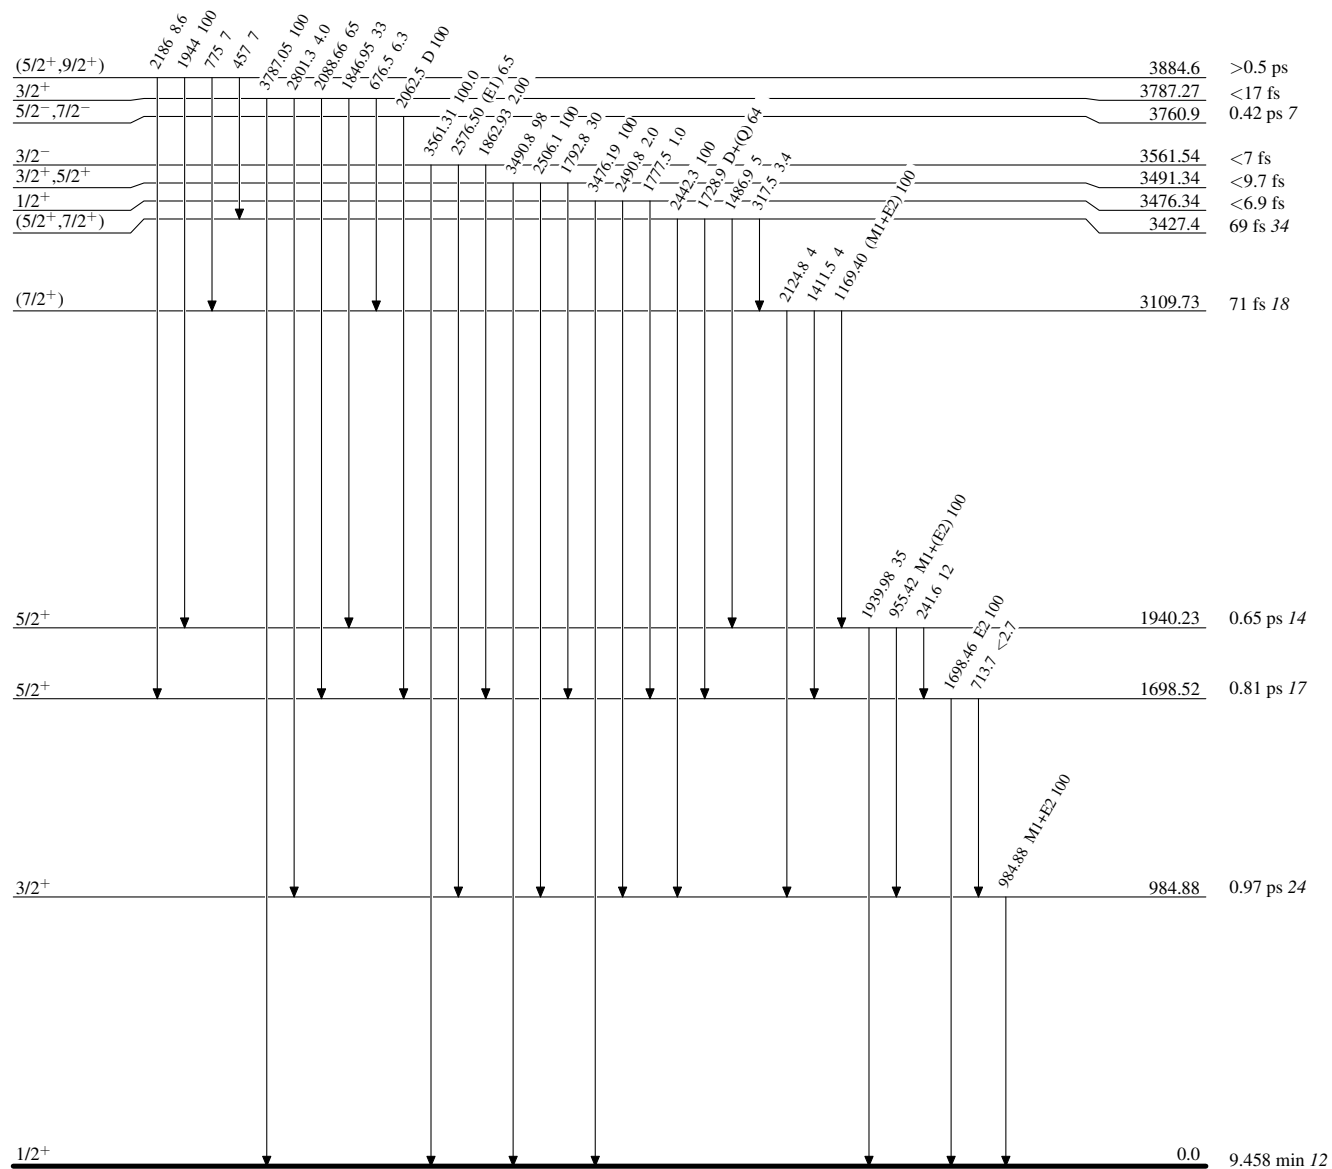 2186 8.6
1944 100
775 7
457 7
3787.05 100
2801.3 4.0
2088.66 65
1846.95 33
676.5 6.3
2062.5 D 100
3561.31 100.0
2576.50 (E1) 6.5
1862.93 2.00
3490.8 98
2506.1 100
1792.8 30
3476.19 100
2490.8 2.0
1777.5 1.0
2442.3 100
1728.9 D+(Q) 64
1486.9 5
317.5 3.4
2124.8 4
1411.5 4
1169.40 (M1+E2) 100
1939.98 35
955.42 M1+(E2) 100
241.6 12
1698.46 E2 100
713.7 <2.7
984.88 M1+E2 100
(5/2⁺,9/2⁺) 3884.6 >0.5 ps
3/2⁺ 3787.27 <17 fs
5/2⁻,7/2⁻ 3760.9 0.42 ps 7
3/2⁻ 3561.54 <7 fs
3/2⁺,5/2⁺ 3491.34 <9.7 fs
1/2⁺ 3476.34 <6.9 fs
(5/2⁺,7/2⁺) 3427.4 69 fs 34
(7/2⁺) 3109.73 71 fs 18
5/2⁺ 1940.23 0.65 ps 14
5/2⁺ 1698.52 0.81 ps 17
3/2⁺ 984.88 0.97 ps 24
1/2⁺ 0.0 9.458 min 12